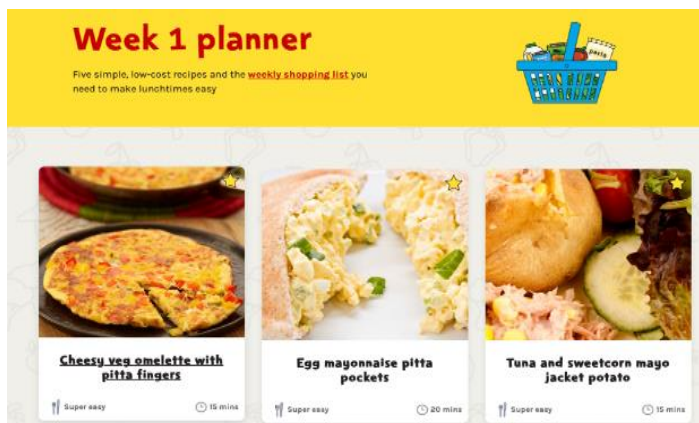 Week 1 planner
Five simple, low-cost recipes and the weekly shopping list you
need to make lunchtimes easy
pasta
Cheesy veg omelette with
pitta fingers
Super easy
15 mins
Egg mayonnaise pitta
pockets
Super easy
20 mins
Tuna and sweetcorn mayo
jacket potato
Super easy
15 mins